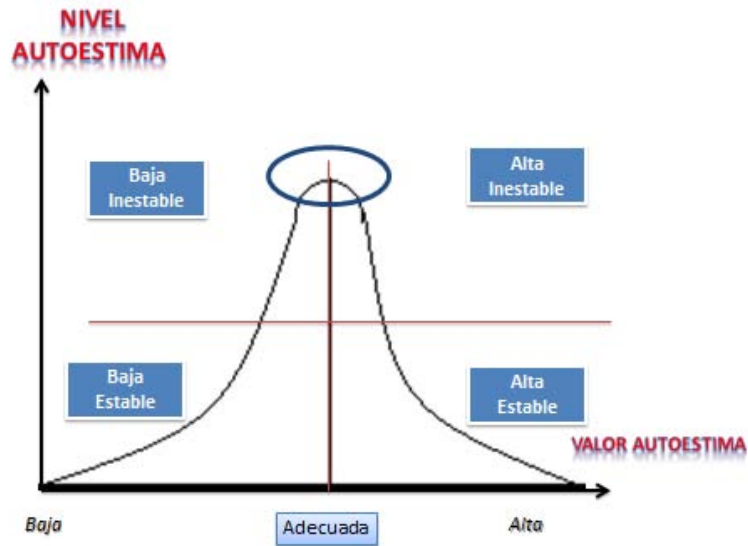 NIVEL
AUTOESTIMA
Baja
Inestable
Alta
Inestable
Baja
Estable
Alta
Estable
VALOR AUTOESTIMA
Baja
Adecuada
Alta